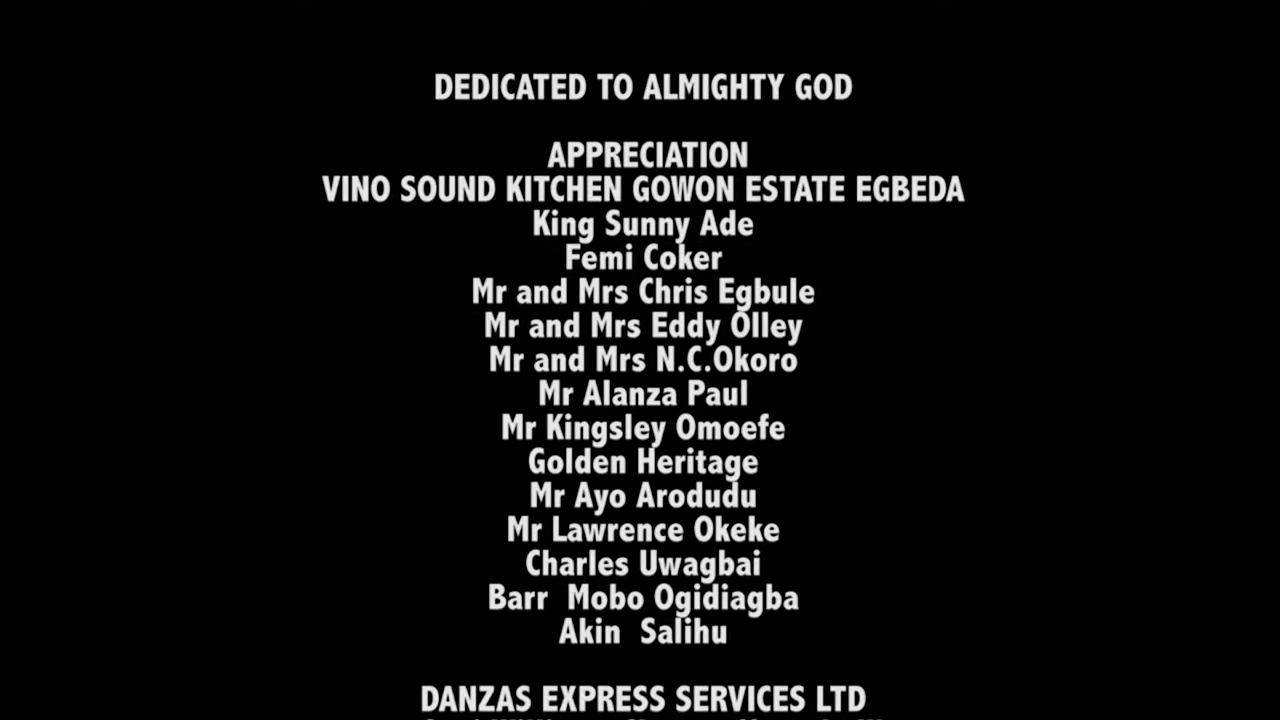 DEDICATED TO ALMIGHTY GOD
APPRECIATION
VINO SOUND KITCHEN GOWON ESTATE EGBEDA
King Sunny Ade
Femi Coker
Mr and Mrs Chris Egbule
Mr and Mrs Eddy Olley
Mr and Mrs N.C.Okoro
Mr Alanza Paul
Mr Kingsley Omoefe
Golden Heritage
Mr Ayo Arodudu
Mr Lawrence Okeke
Charles Uwagbai
Barr  Mobo Ogidiagba
Akin  Salihu
DANZAS EXPRESS SERVICES LTD